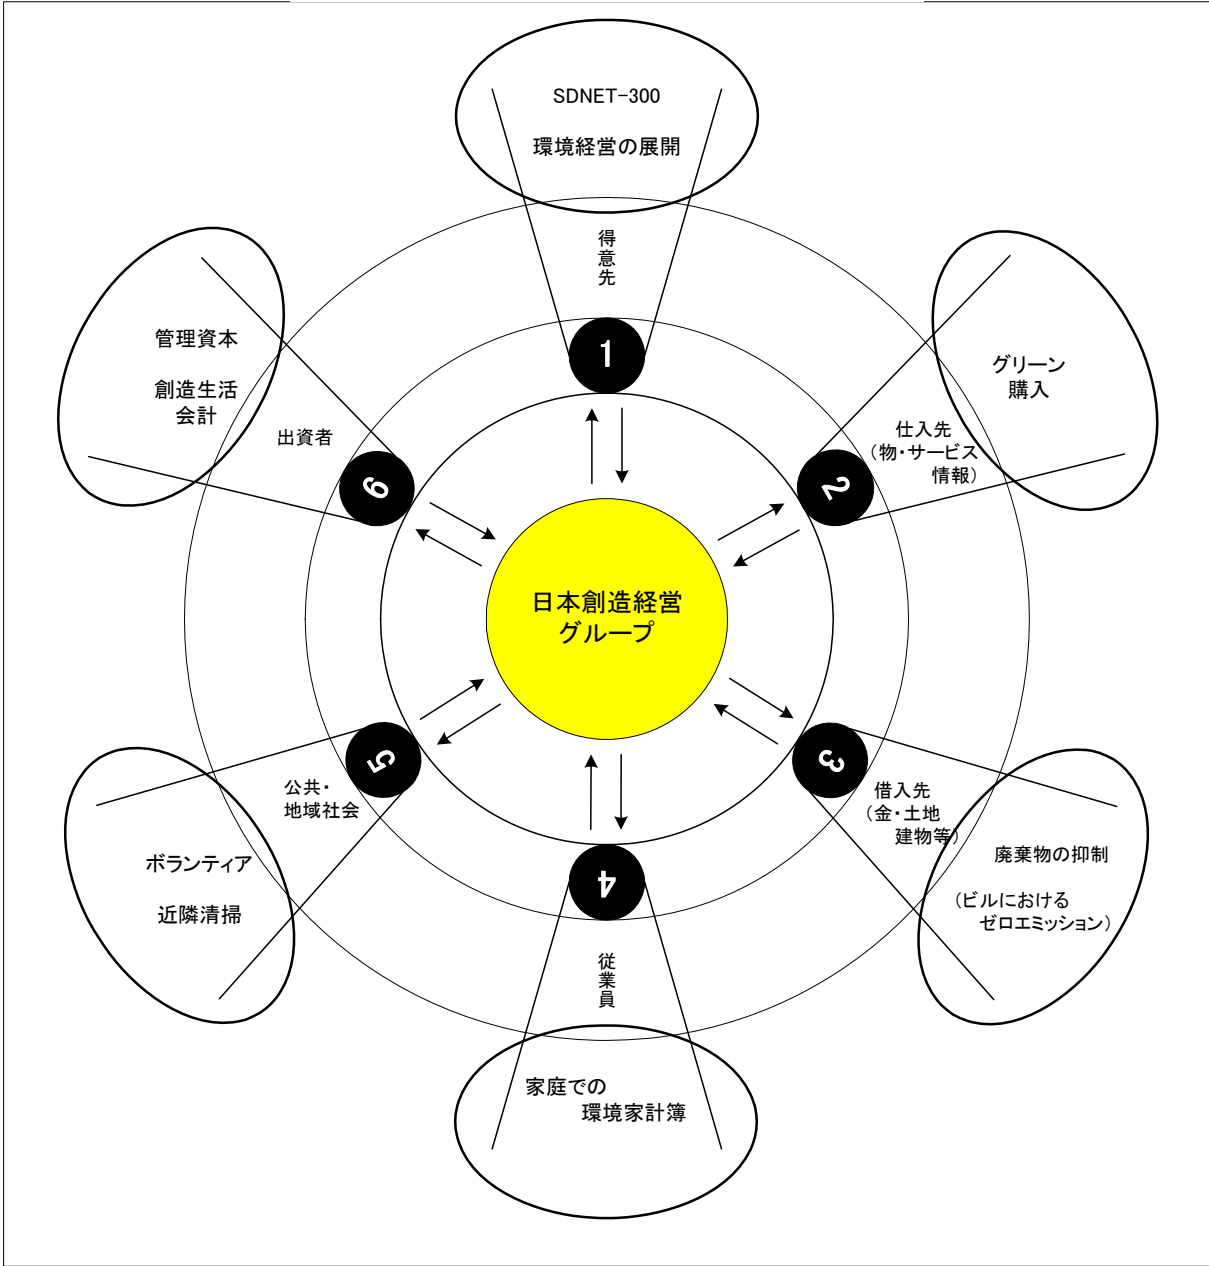 SDNET-300
環境経営の展開
得意先
1
グリーン
購入
仕入先
(物・サービス
情報)
2
借入先
(金・土地
建物等)
3
廃棄物の抑制
(ビルにおける
ゼロエミッション)
4
従業員
家庭での
環境家計簿
5
公共・
地域社会
ボランティア
近隣清掃
6
出資者
管理資本
創造生活
会計
日本創造経営
グループ